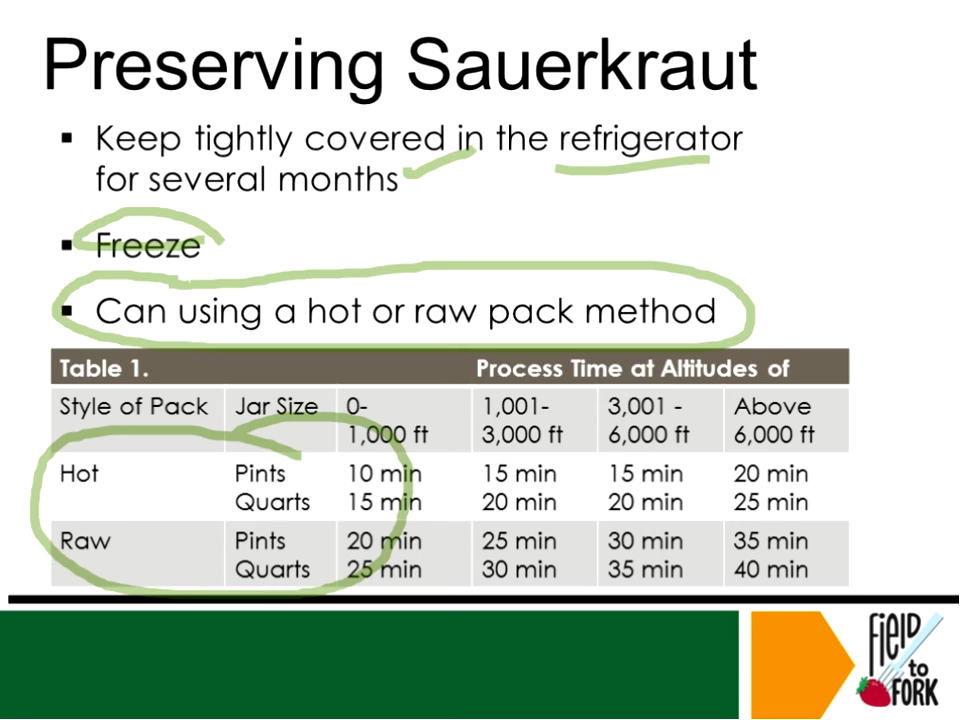 Preserving Sauerkraut
▪ Keep tightly covered in the refrigerator
for several months
▪ Freeze
▪ Can using a hot or raw pack method
Table 1. Process Time at Altitudes of
Style of Pack Jar Size 0-1,000 ft 1,001-3,000 ft 3,001 -6,000 ft Above 6,000 ft
Hot Pints 10 min 15 min 15 min 20 min
Quarts 15 min 20 min 20 min 25 min
Raw Pints 20 min 25 min 30 min 35 min
Quarts 25 min 30 min 35 min 40 min
FiELD
to
FORK